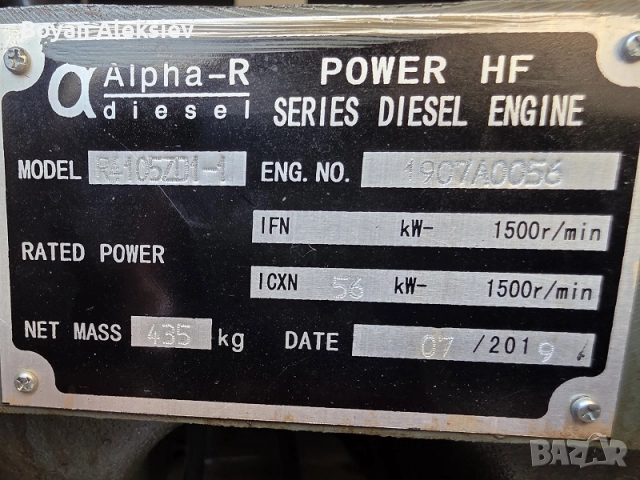 Boyan Aleksiev
α Alpha-R
diesel
POWER HF
SERIES DIESEL ENGINE
MODEL R4105ZD1-1 ENG. NO. 1907A0056
RATED POWER
IFN kW- 1500r/min
ICXN 56 kW- 1500r/min
NET MASS 435 kg DATE 07 /2019
BAZAR